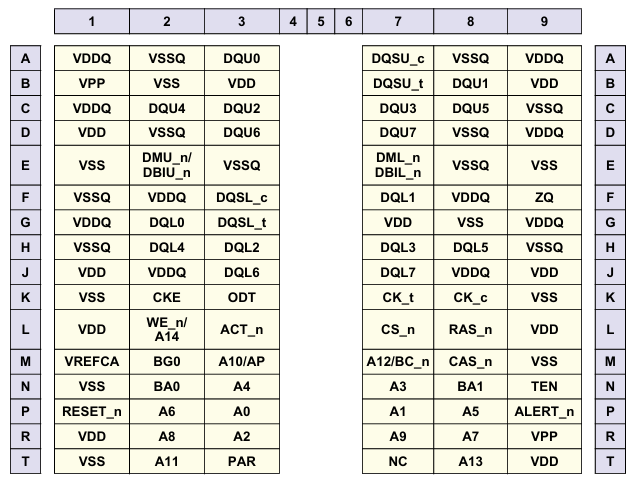 1 2 3 4 5 6 7 8 9
A VDDQ VSSQ DQU0 DQSU_c VSSQ VDDQ A
B VPP VSS VDD DQSU_t DQU1 VDD B
C VDDQ DQU4 DQU2 DQU3 DQU5 VSSQ C
D VDD VSSQ DQU6 DQU7 VSSQ VDDQ D
E VSS DMU_n/ DBIU_n VSSQ DML_n DBIL_n VSSQ VSS E
F VSSQ VDDQ DQSL_c DQL1 VDDQ ZQ F
G VDDQ DQL0 DQSL_t VDD VSS VDDQ G
H VSSQ DQL4 DQL2 DQL3 DQL5 VSSQ H
J VDD VDDQ DQL6 DQL7 VDDQ VDD J
K VSS CKE ODT CK_t CK_c VSS K
L VDD WE_n/ A14 ACT_n CS_n RAS_n VDD L
M VREFCA BG0 A10/AP A12/BC_n CAS_n VSS M
N VSS BA0 A4 A3 BA1 TEN N
P RESET_n A6 A0 A1 A5 ALERT_n P
R VDD A8 A2 A9 A7 VPP R
T VSS A11 PAR NC A13 VDD T